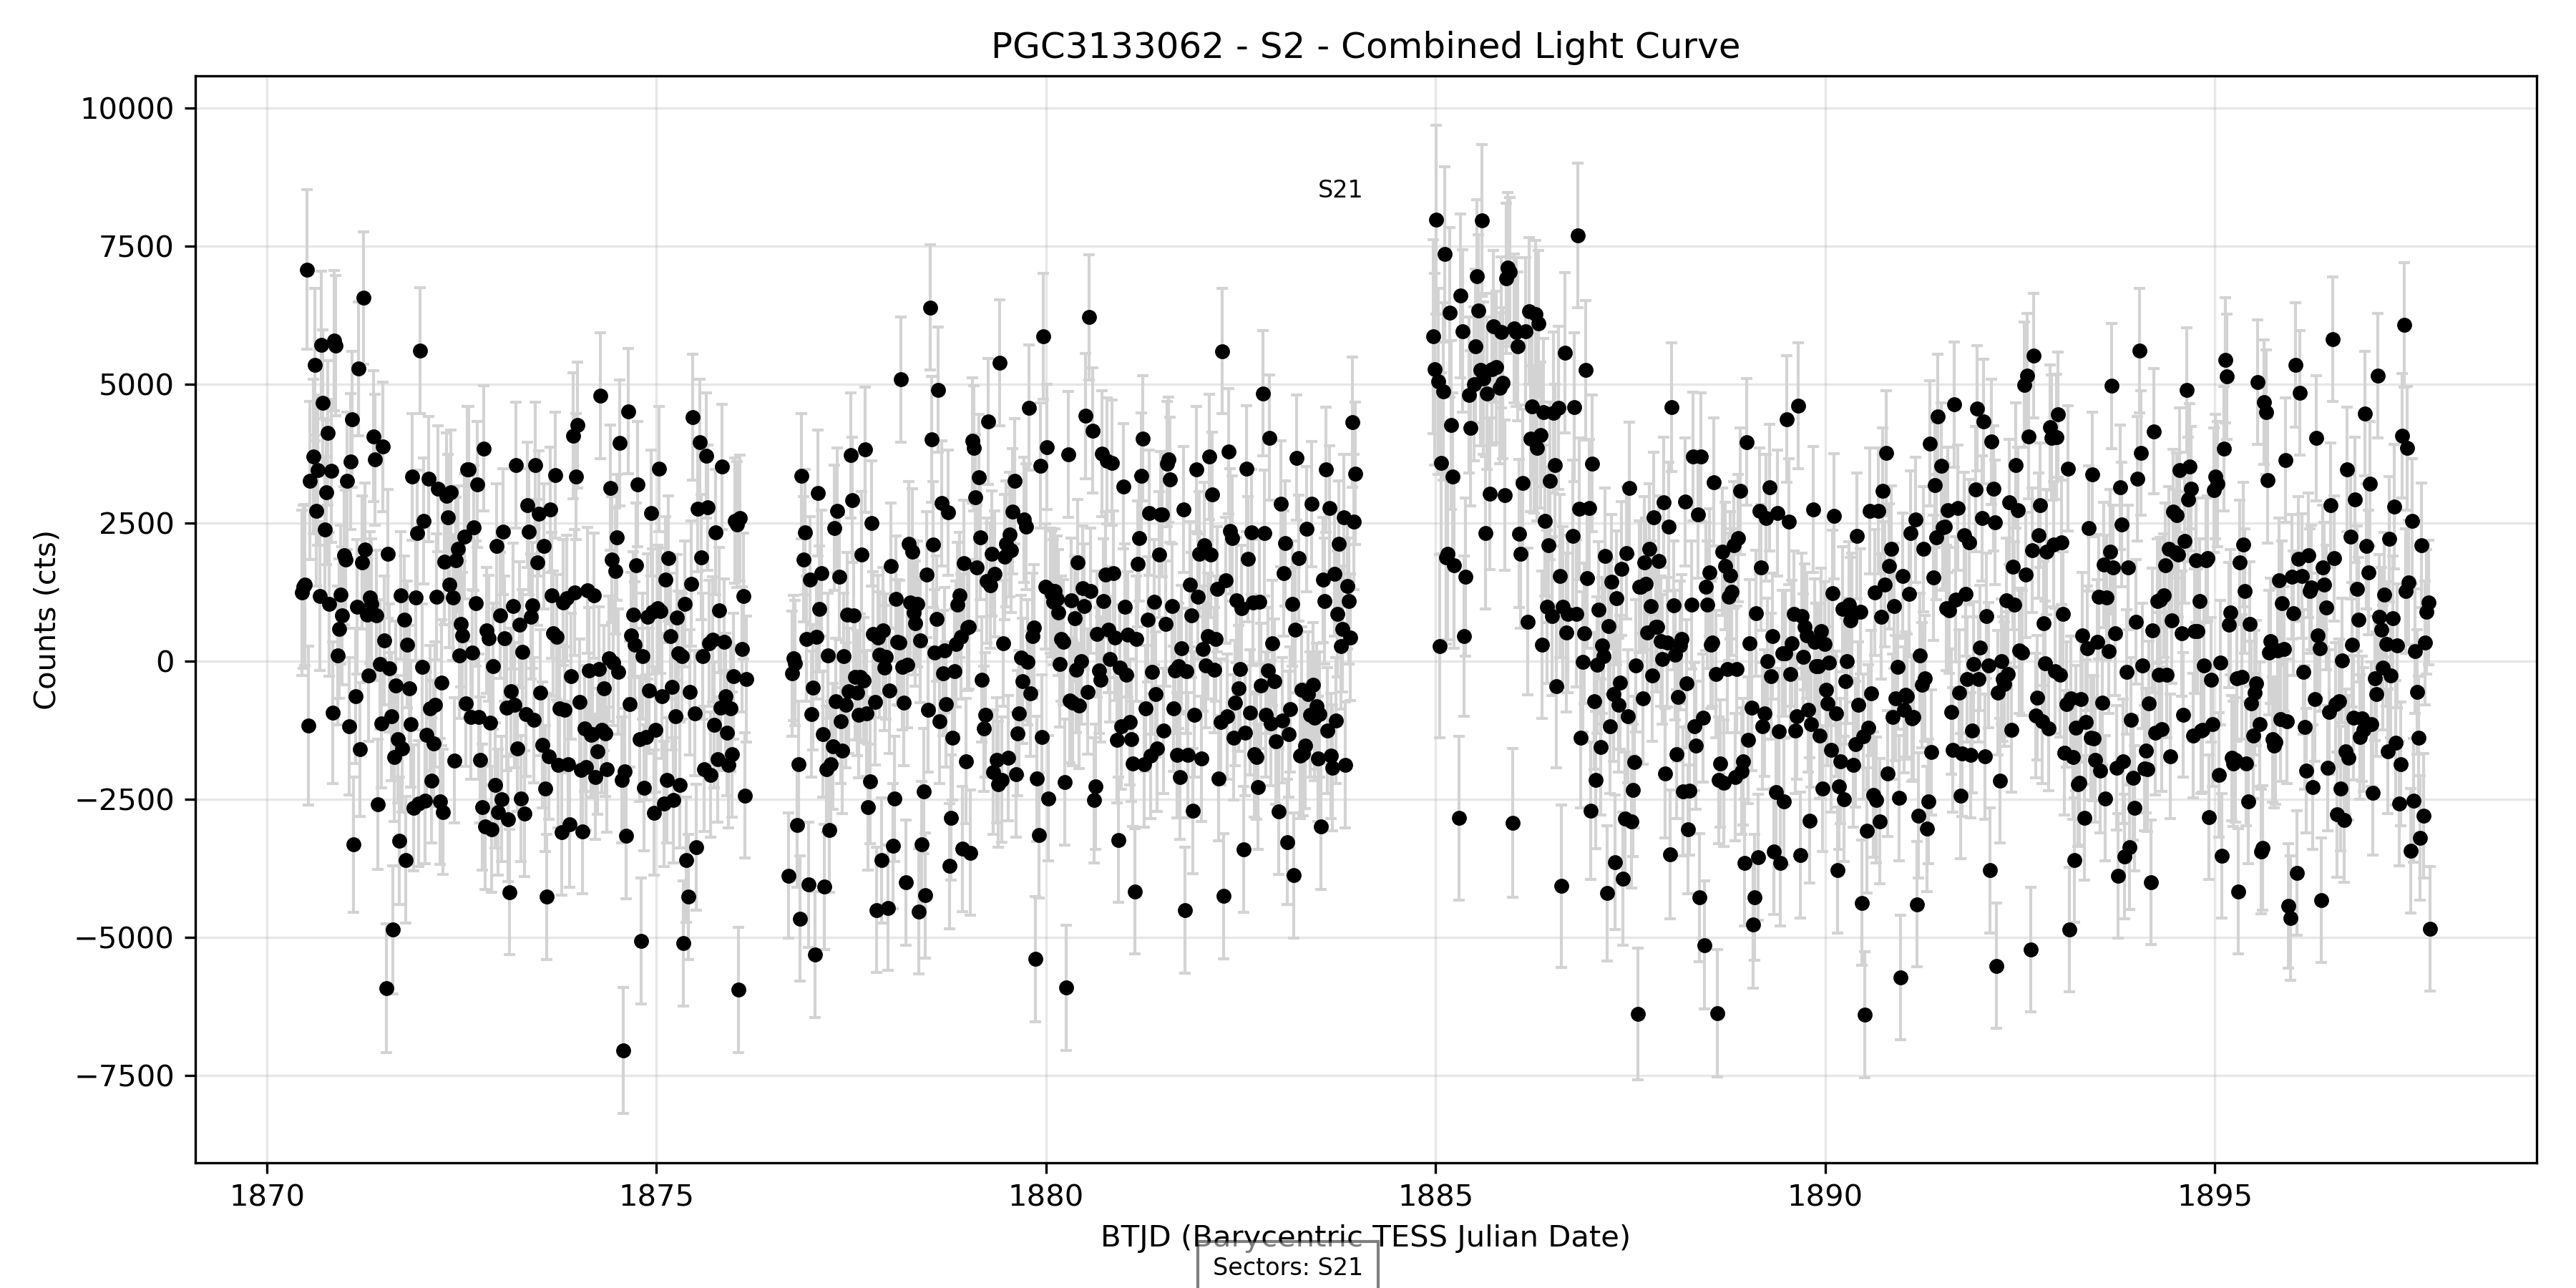 PGC3133062 - S2 - Combined Light Curve
10000
7500
5000
2500
0
−2500
−5000
−7500
Counts (cts)
S21
1870
1875
1880
1885
1890
1895
BTJD (Barycentric TESS Julian Date)
Sectors: S21